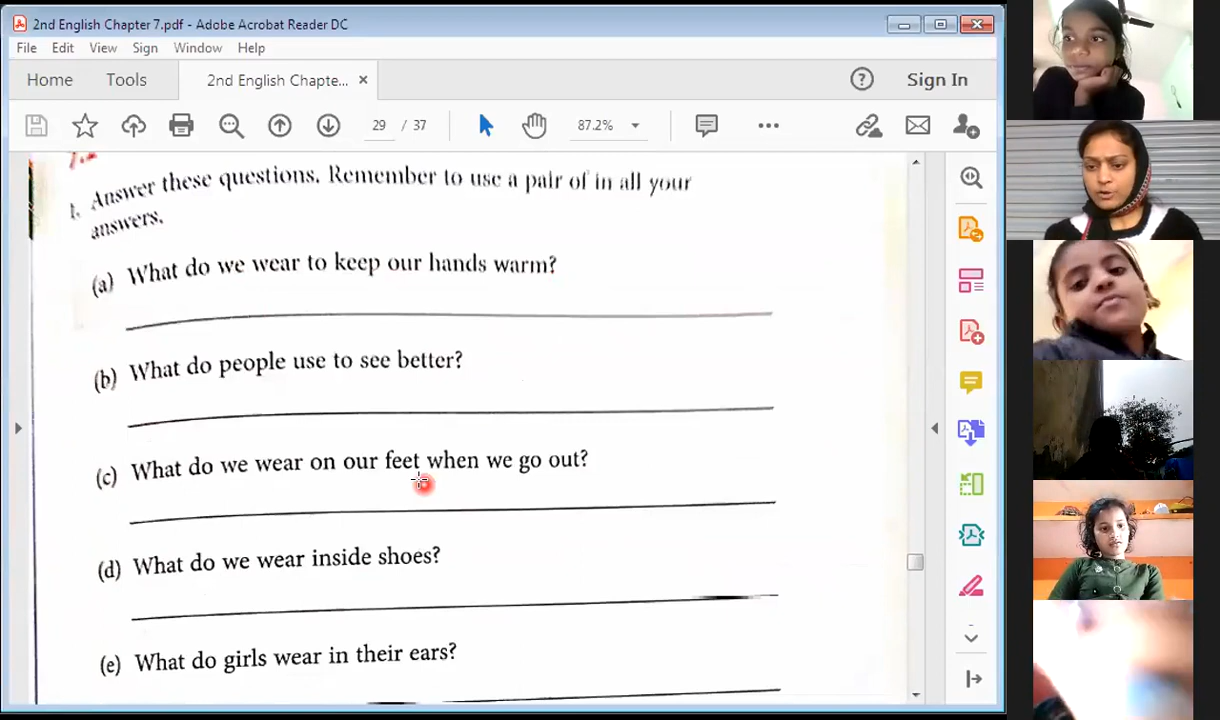 2nd English Chapter 7.pdf - Adobe Acrobat Reader DC
File Edit View Sign Window Help
Home Tools 2nd English Chapte... × Sign In
29 / 37 87.2%
1. Answer these questions. Remember to use a pair of in all your
answers.
(a) What do we wear to keep our hands warm?
(b) What do people use to see better?
(c) What do we wear on our feet when we go out?
(d) What do we wear inside shoes?
(e) What do girls wear in their ears?